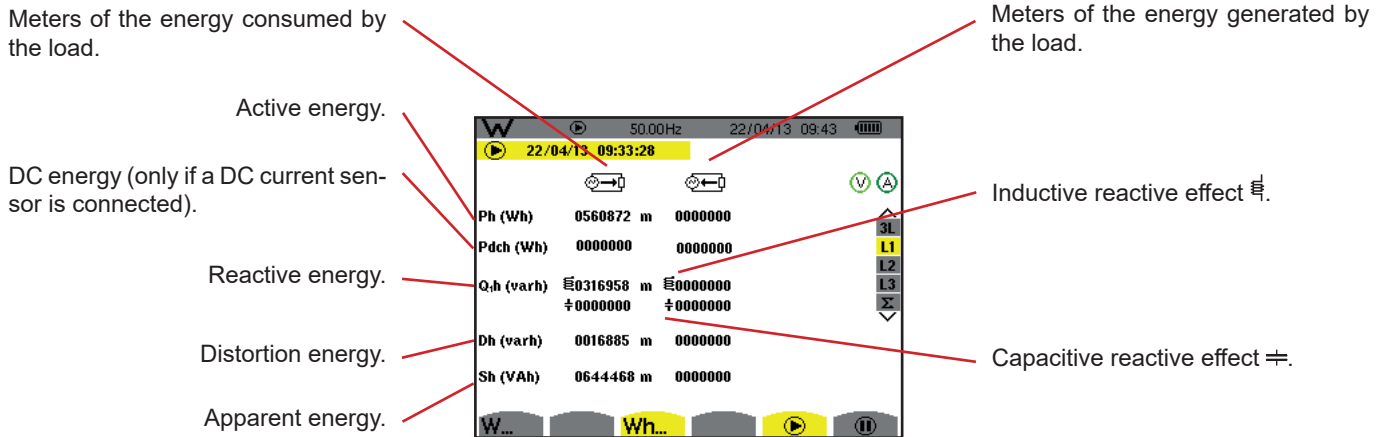 Meters of the energy consumed by
the load.
Meters of the energy generated by
the load.
Active energy.
DC energy (only if a DC current sen-
sor is connected).
Reactive energy.
Distortion energy.
Apparent energy.
Inductive reactive effect
Capacitive reactive effect
W 50.00Hz 22/04/13 09:43
22/04/13 09:33:28
V A
Ph (Wh) 0560872 m 0000000
Pdch (Wh) 0000000 0000000
Q₁h (varh) 0316958 m 0000000
0000000 0000000
Dh (varh) 0016885 m 0000000
Sh (VAh) 0644468 m 0000000
3L
L1
L2
L3
Σ
W... Wh...